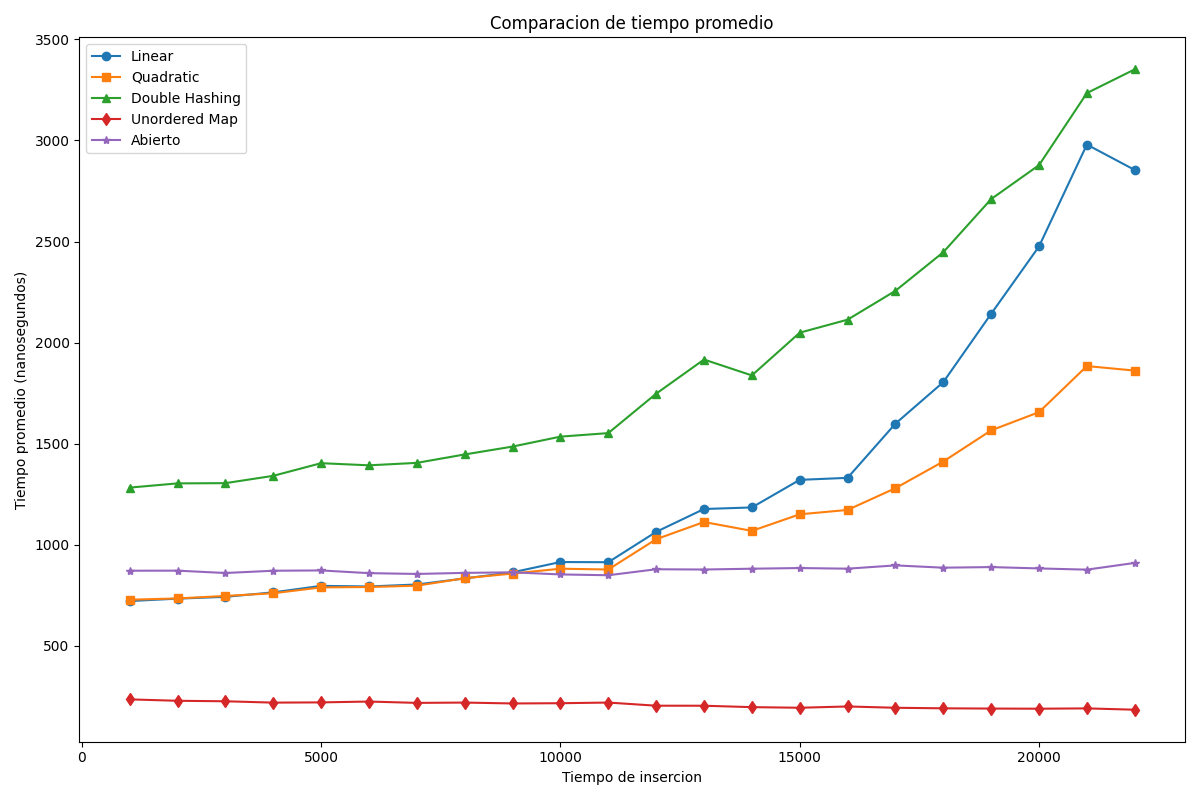 Comparacion de tiempo promedio
3500
3000
2500
2000
1500
1000
500
Tiempo promedio (nanosegundos)
Linear
Quadratic
Double Hashing
Unordered Map
Abierto
0
5000
10000
15000
20000
Tiempo de insercion